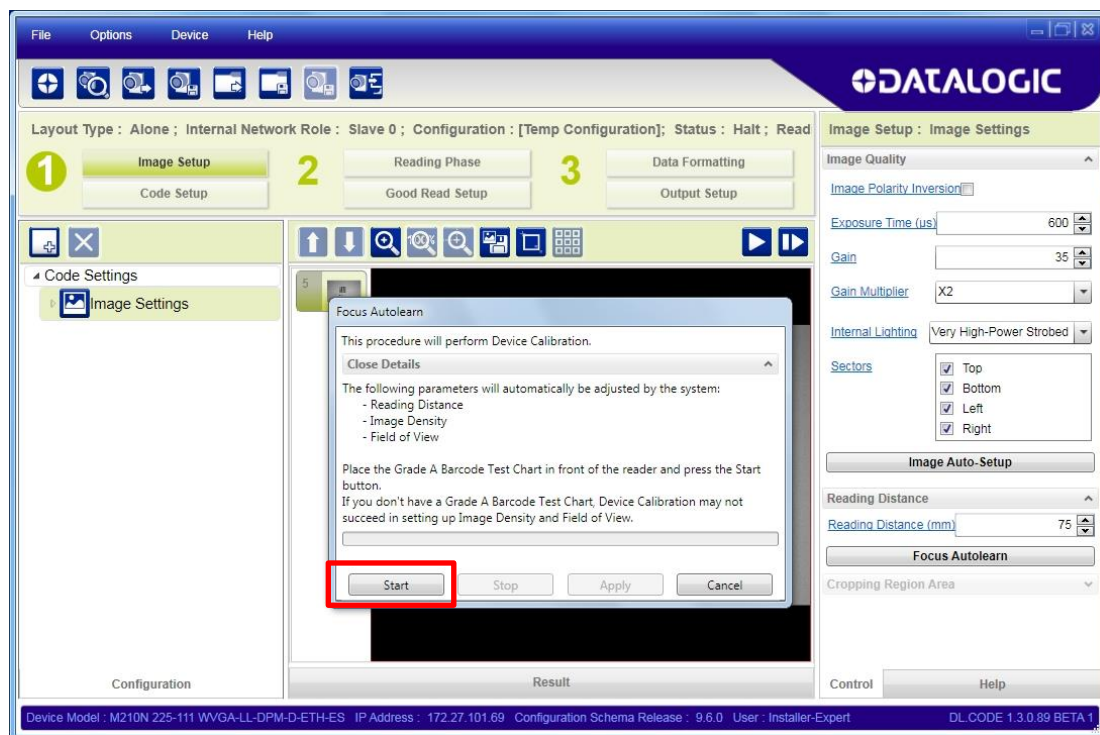 File Options Device Help
DATALOGIC
Layout Type : Alone ; Internal Network Role : Slave 0 ; Configuration : [Temp Configuration]; Status : Halt ; Read
1 Image Setup 2 Reading Phase 3 Data Formatting
Code Setup Good Read Setup Output Setup
100%
Code Settings
Image Settings
5
Focus Autolearn
This procedure will perform Device Calibration.
Close Details
The following parameters will automatically be adjusted by the system:
- Reading Distance
- Image Density
- Field of View
Place the Grade A Barcode Test Chart in front of the reader and press the Start
button.
If you don't have a Grade A Barcode Test Chart, Device Calibration may not
succeed in setting up Image Density and Field of View.
Start Stop Apply Cancel
Configuration
Result
Image Setup : Image Settings
Image Quality
Image Polarity Inversion
Exposure Time (µs) 600
Gain 35
Gain Multiplier X2
Internal Lighting Very High-Power Strobed
Sectors Top
Bottom
Left
Right
Image Auto-Setup
Reading Distance
Reading Distance (mm) 75
Focus Autolearn
Cropping Region Area
Control Help
Device Model : M210N 225-111 WVGA-LL-DPM-D-ETH-ES IP Address : 172.27.101.69 Configuration Schema Release : 9.6.0 User : Installer-Expert DL.CODE 1.3.0.89 BETA 1